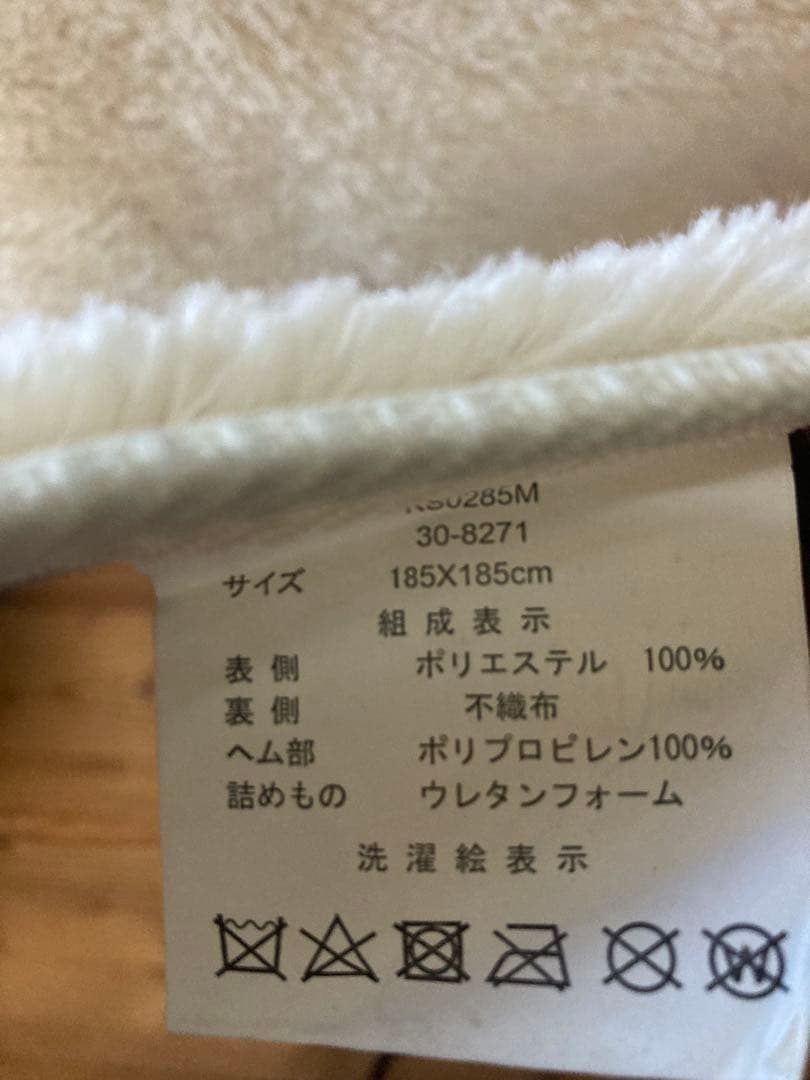 30-8271
サイズ 185X185cm
組成表示
表側 ポリエステル 100%
裏側 不織布
ヘム部 ポリプロピレン100%
詰めもの ウレタンフォーム
洗濯絵表示
W